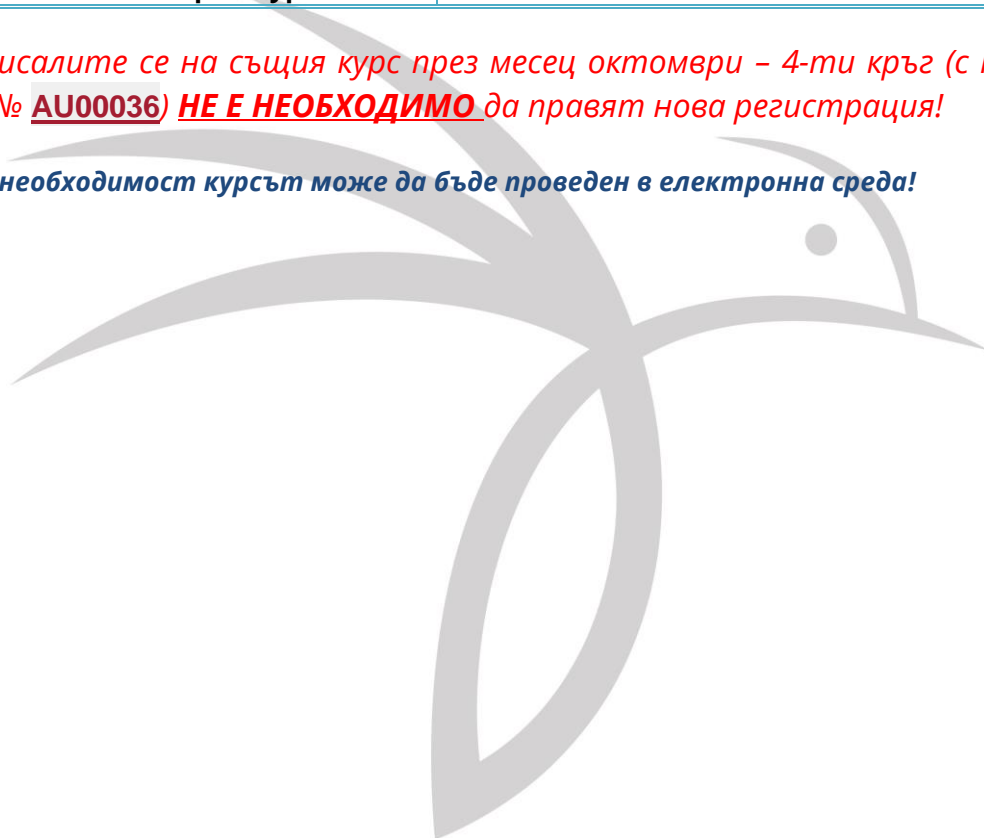 исалите се на същия курс през месец октомври – 4-ти кръг (с
№ AU00036) НЕ Е НЕОБХОДИМО да правят нова регистрация!
необходимост курсът може да бъде проведен в електронна среда!